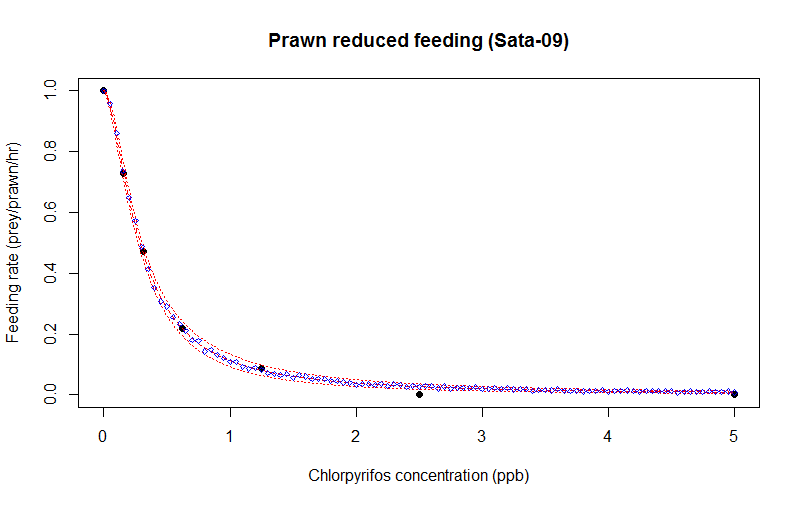 Prawn reduced feeding (Sata-09)
Feeding rate (prey/prawn/hr)
1.0
0.8
0.6
0.4
0.2
0.0
0 1 2 3 4 5
Chlorpyrifos concentration (ppb)